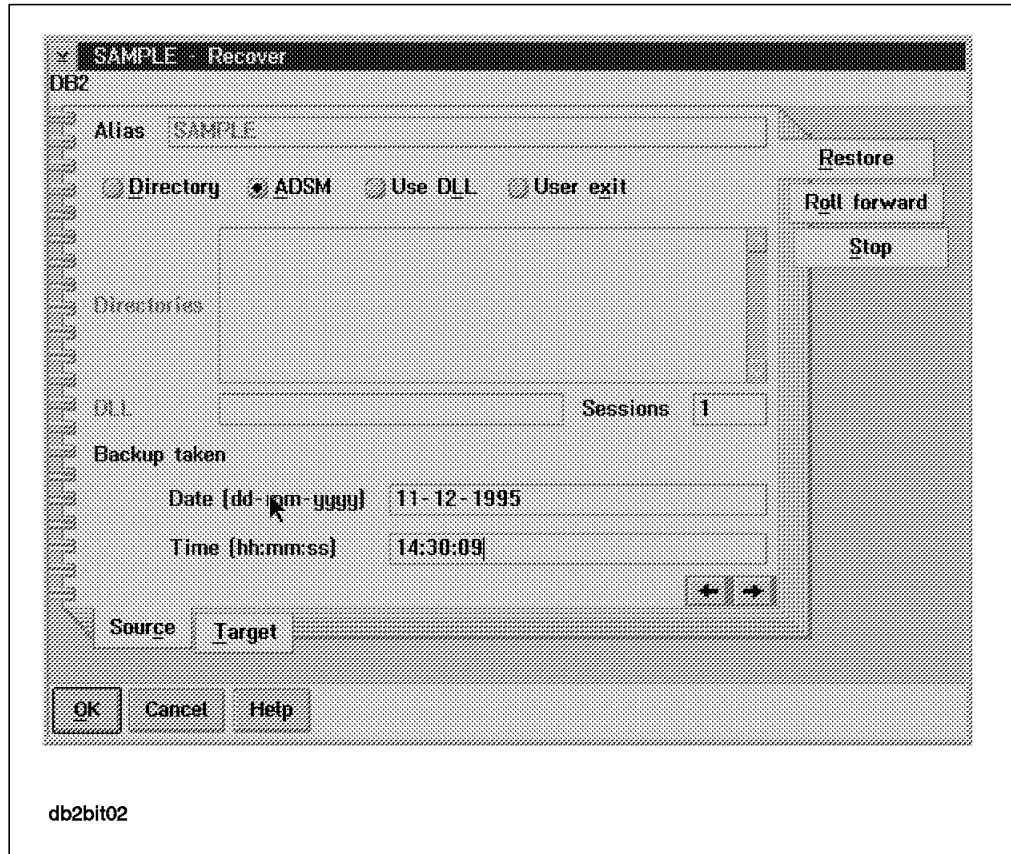 SAMPLE - Recover
DB2
Alias SAMPLE
Restore
Directory ADSM Use DLL User exit
Roll forward
Stop
Directories
DLL Sessions 1
Backup taken
Date (dd-mm-yyyy) 11-12-1995
Time (hh:mm:ss) 14:30:09
Source Target
OK Cancel Help
db2bit02